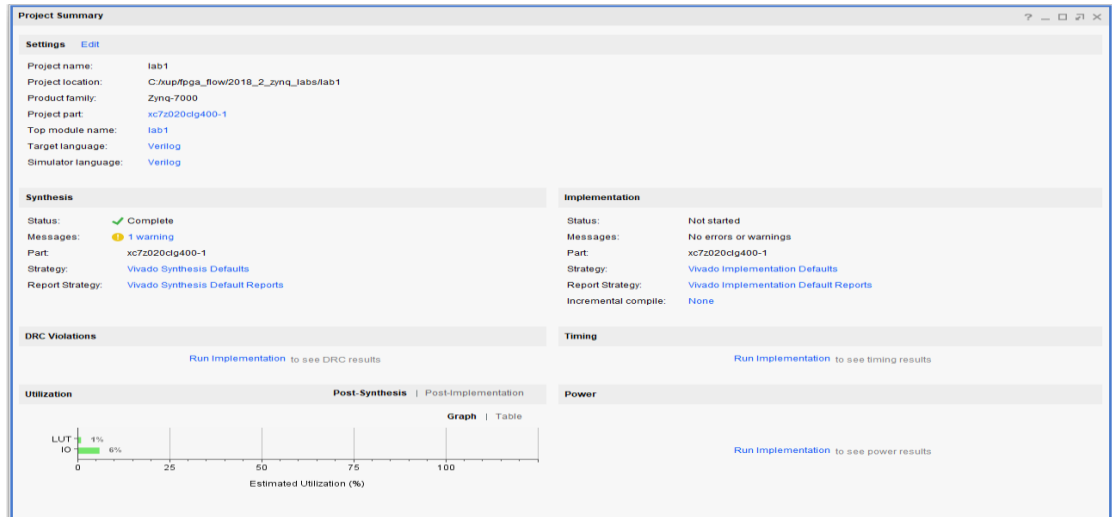 Project Summary
Settings Edit
Project name: lab1
Project location: C:/xup/fpga_flow/2018_2_zynq_labs/lab1
Product family: Zynq-7000
Project part: xc7z020clg400-1
Top module name: lab1
Target language: Verilog
Simulator language: Verilog
Synthesis
Status: Complete
Messages: 1 warning
Part: xc7z020clg400-1
Strategy: Vivado Synthesis Defaults
Report Strategy: Vivado Synthesis Default Reports
Implementation
Status: Not started
Messages: No errors or warnings
Part: xc7z020clg400-1
Strategy: Vivado Implementation Defaults
Report Strategy: Vivado Implementation Default Reports
Incremental compile: None
DRC Violations
Run Implementation to see DRC results
Timing
Run Implementation to see timing results
Utilization Post-Synthesis | Post-Implementation
Graph | Table
LUT 1%
IO 6%
0 25 50 75 100
Estimated Utilization (%)
Power
Run Implementation to see power results